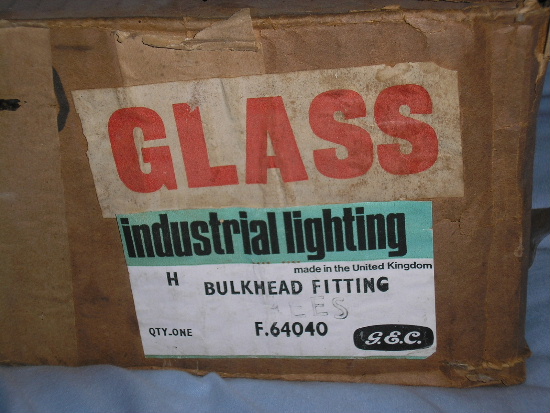 GLASS
industrial lighting
made in the United Kingdom
H
BULKHEAD FITTING
QTY-ONE
F.64040
G.E.C.